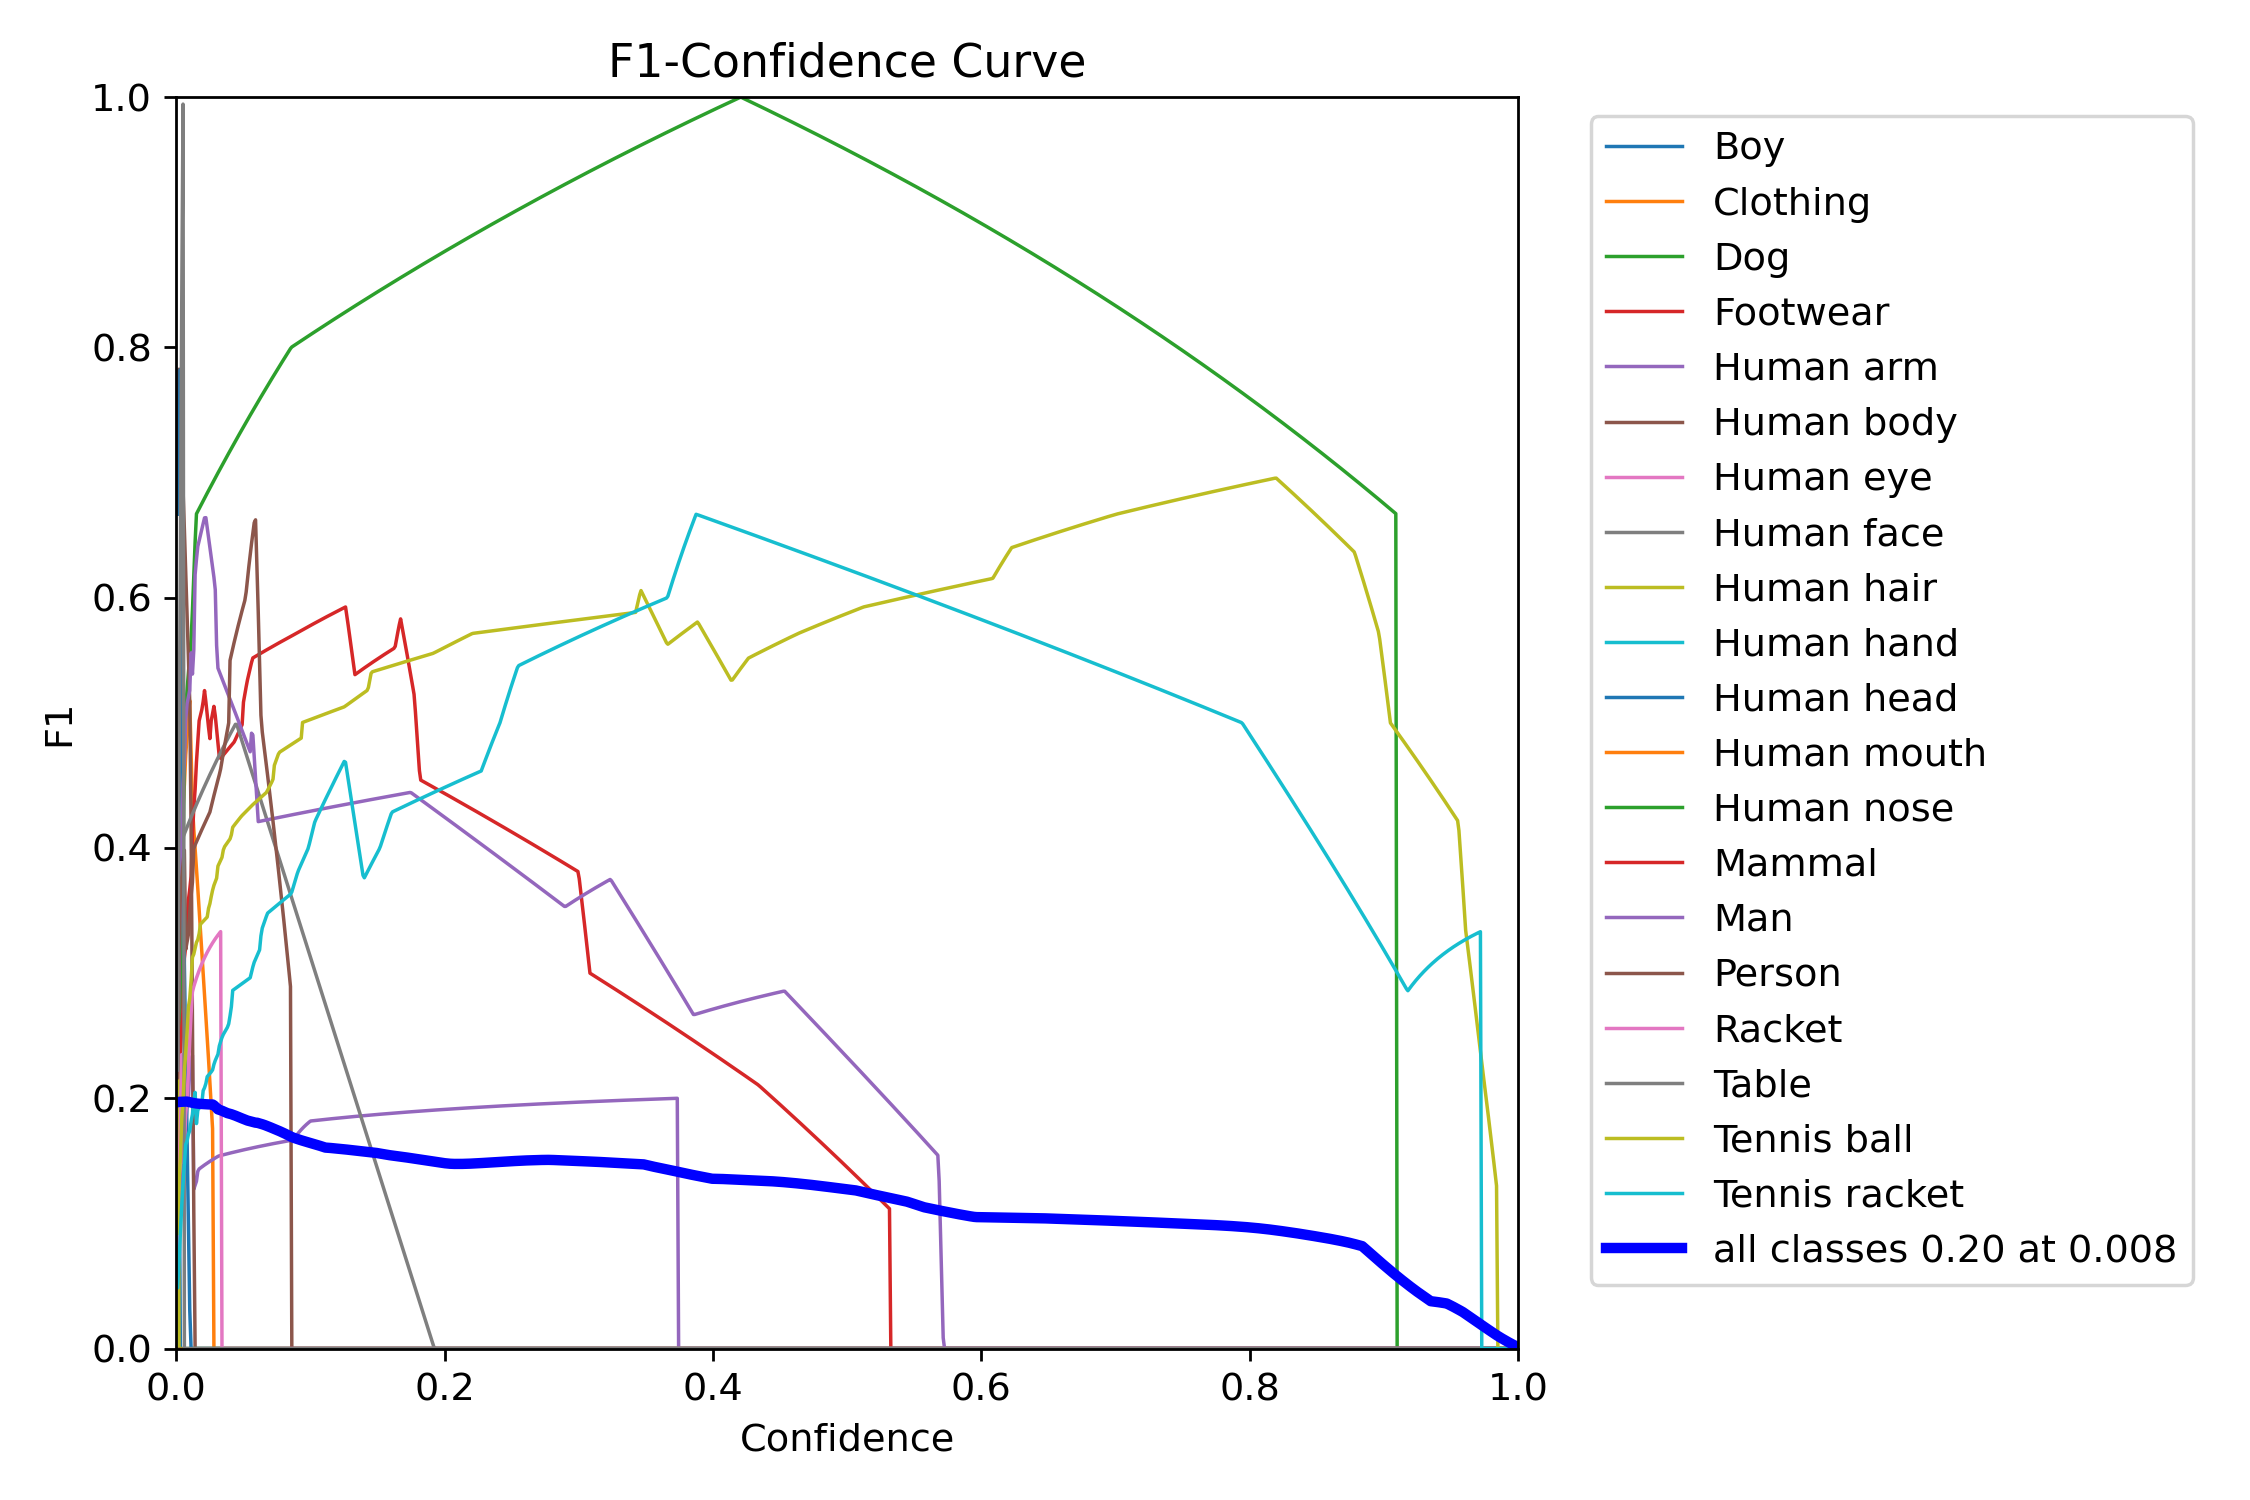 F1-Confidence Curve
1.0
0.8
0.6
0.4
0.2
0.0
F1
0.0 0.2 0.4 0.6 0.8 1.0
Confidence
Boy
Clothing
Dog
Footwear
Human arm
Human body
Human eye
Human face
Human hair
Human hand
Human head
Human mouth
Human nose
Mammal
Man
Person
Racket
Table
Tennis ball
Tennis racket
all classes 0.20 at 0.008